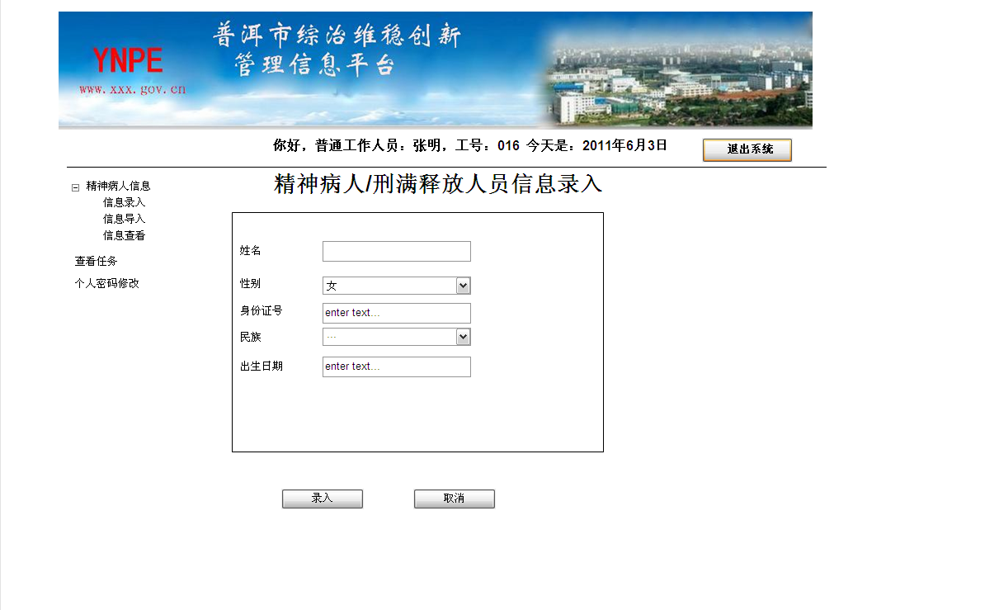 普洱市综治维稳创新
管理信息平台
YNPE
www.xxx.gov.cn
你好，普通工作人员：张明，工号：016 今天是：2011年6月3日
退出系统
精神病人/刑满释放人员信息录入
精神病人信息
信息录入
信息导入
信息查看
查看任务
个人密码修改
姓名
性别 女
身份证号 enter text...
民族 ...
出生日期 enter text...
录入 取消